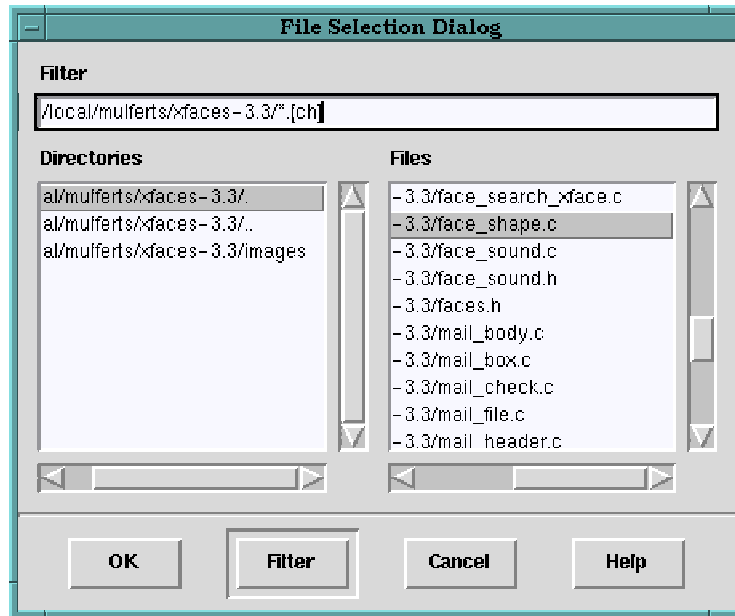 File Selection Dialog
Filter
/local/mulferts/xfaces-3.3/*.[ch]
Directories
al/mulferts/xfaces-3.3/.
al/mulferts/xfaces-3.3/..
al/mulferts/xfaces-3.3/images
Files
-3.3/face_search_xface.c
-3.3/face_shape.c
-3.3/face_sound.c
-3.3/face_sound.h
-3.3/faces.h
-3.3/mail_body.c
-3.3/mail_box.c
-3.3/mail_check.c
-3.3/mail_file.c
-3.3/mail_header.c
OK Filter Cancel Help